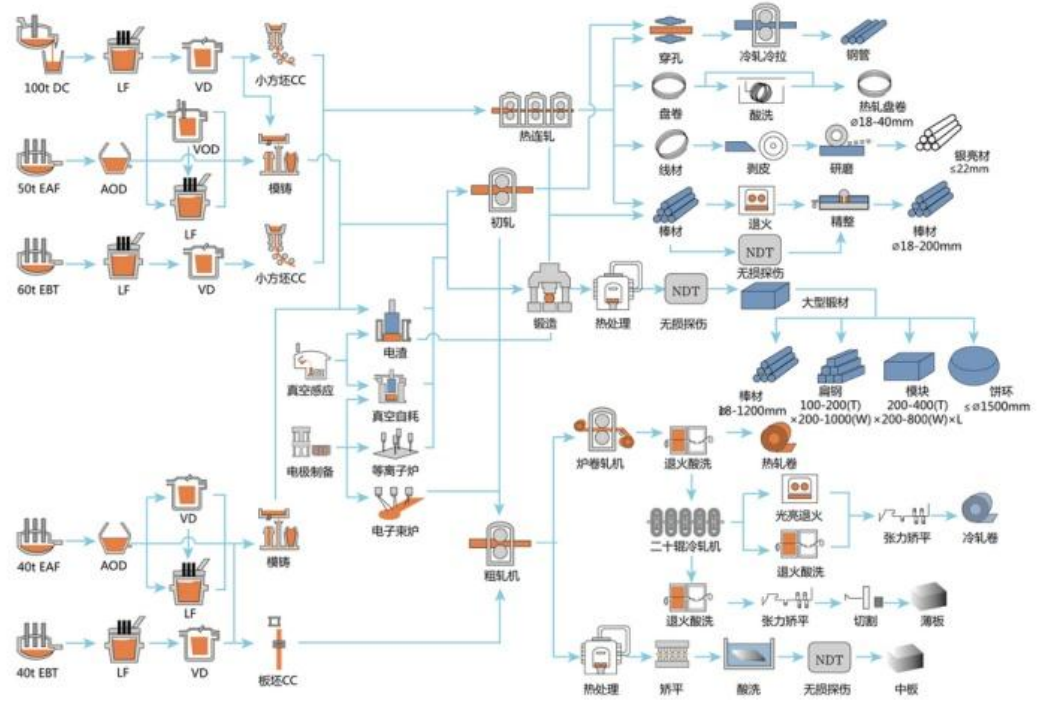 100t DC
LF
VD
小方坯CC
50t EAF
AOD
VOD
LF
模铸
60t EBT
LF
VD
小方坯CC
热连轧
初轧
穿孔
冷轧冷拉
钢管
盘卷
酸洗
热轧盘卷
⌀18-40mm
线材
剥皮
研磨
银亮材
≤22mm
棒材
退火
精整
棒材
⌀18-200mm
NDT
无损探伤
锻造
热处理
NDT
无损探伤
大型锻材
棒材
18-1200mm
扁钢
100-200(T)
×200-1000(W)
模块
200-400(T)
×200-800(W)×L
饼环
≤⌀1500mm
真空感应
电渣
真空自耗
电极制备
等离子炉
电子束炉
40t EAF
AOD
VD
LF
模铸
40t EBT
LF
VD
板坯CC
粗轧机
炉卷轧机
退火酸洗
热轧卷
二十辊冷轧机
光亮退火
退火酸洗
张力矫平
冷轧卷
退火酸洗
张力矫平
切割
薄板
热处理
矫平
酸洗
NDT
无损探伤
中板